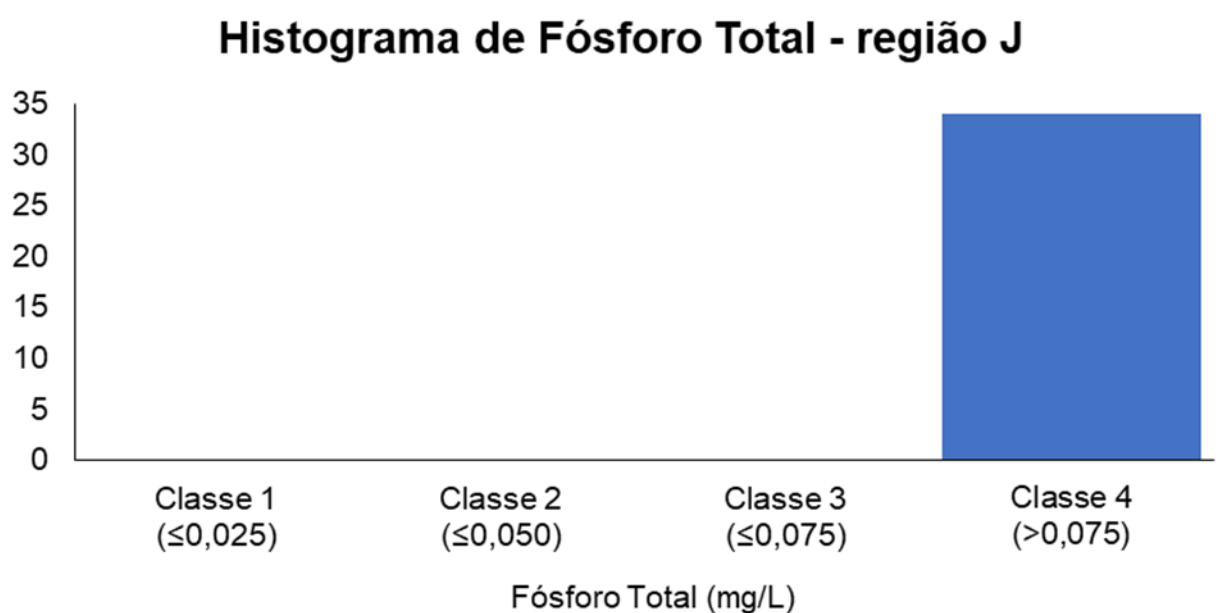 Histograma de Fósforo Total - região J
35
30
25
20
15
10
5
0
Classe 1 Classe 2 Classe 3 Classe 4
(≤0,025) (≤0,050) (≤0,075) (>0,075)
Fósforo Total (mg/L)